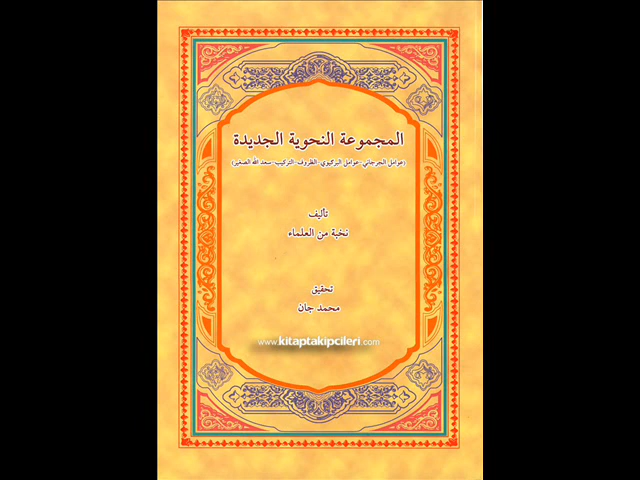 المجموعة النحوية الجديدة
(عوامل الجرجاني-عوامل البركيوي-الظروف-التركيب-سعد الله الصغير)
تأليف
نخبة من العلماء
تحقيق
محمد جان
www.kitaptakipcileri.com